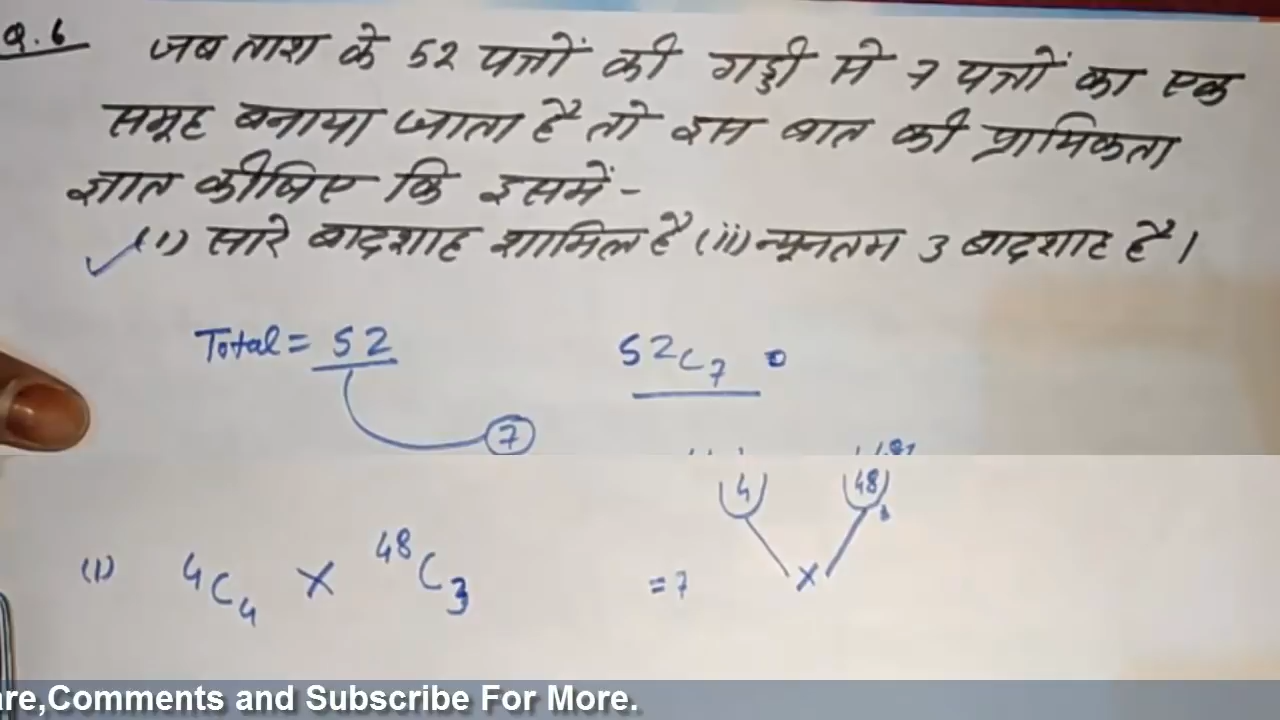 Q.6 जब ताश के 52 पत्तों की गड्डी से 7 पत्तों का एक
समूह बनाया जाता है तो इस बात की प्रायिकता
ज्ञात कीजिए कि इसमें-
(i) सारे बादशाह शामिल है (ii) न्यूनतम 3 बादशाह है।
Total = 52 52C7
7
4 48
(1) 4C4 × 48C3 = 7 ×
are,Comments and Subscribe For More.